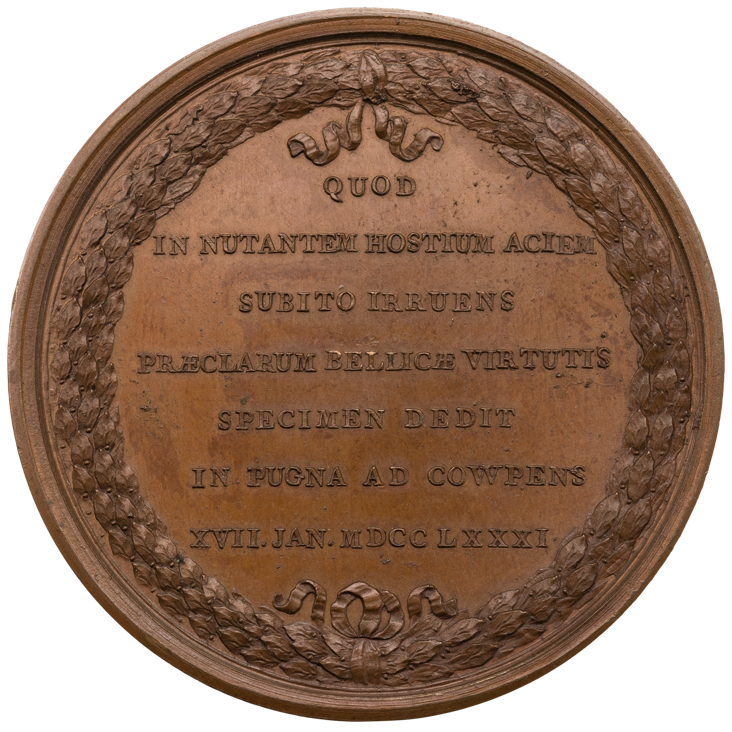 QUOD
IN NUTANTEM HOSTIUM ACIEM
SUBITO IRRUENS
PRÆCLARUM BELLICÆ VIRTUTIS
SPECIMEN DEDIT
IN PUGNA AD COWPENS
XVII. JAN. MDCC LXXXI.